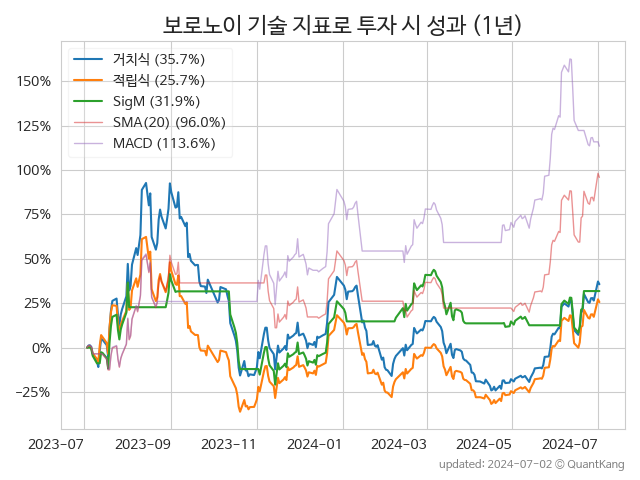 보로노이 기술 지표로 투자 시 성과 (1년)
거치식 (35.7%)
적립식 (25.7%)
SigM (31.9%)
SMA(20) (96.0%)
MACD (113.6%)
150%
125%
100%
75%
50%
25%
0%
−25%
2023-07
2023-09
2023-11
2024-01
2024-03
2024-05
2024-07
updated: 2024-07-02 © QuantKang